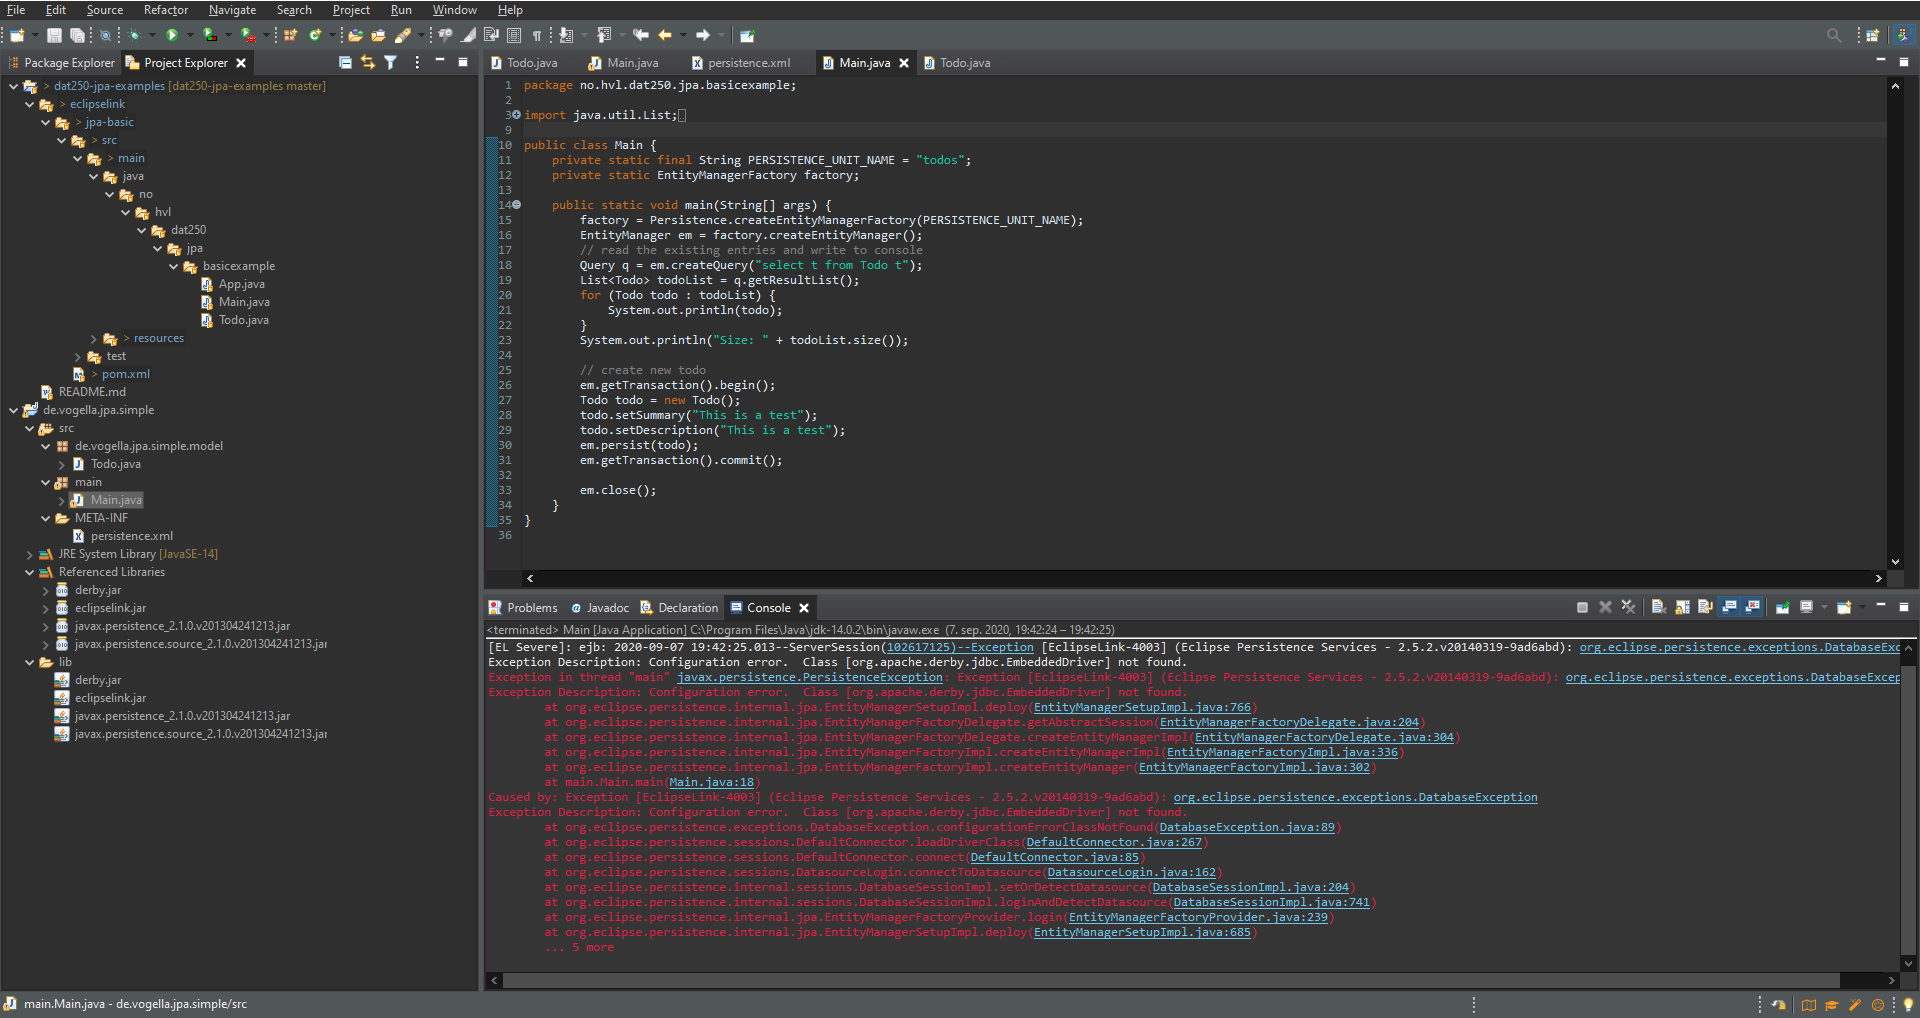 File Edit Source Refactor Navigate Search Project Run Window Help
Package Explorer Project Explorer
> dat250-jpa-examples [dat250-jpa-examples master]
> eclipselink
> jpa-basic
> src
> main
java
no
hvl
dat250
jpa
basicexample
App.java
Main.java
Todo.java
> resources
test
> pom.xml
README.md
de.vogella.jpa.simple
src
de.vogella.jpa.simple.model
Todo.java
main
Main.java
META-INF
persistence.xml
JRE System Library [JavaSE-14]
Referenced Libraries
derby.jar
eclipselink.jar
javax.persistence_2.1.0.v201304241213.jar
javax.persistence.source_2.1.0.v201304241213.jar
lib
derby.jar
eclipselink.jar
javax.persistence_2.1.0.v201304241213.jar
javax.persistence.source_2.1.0.v201304241213.jar
Todo.java Main.java persistence.xml Main.java Todo.java
1 package no.hvl.dat250.jpa.basicexample;
2
3 import java.util.List;
9
10 public class Main {
11 private static final String PERSISTENCE_UNIT_NAME = "todos";
12 private static EntityManagerFactory factory;
13
14 public static void main(String[] args) {
15 factory = Persistence.createEntityManagerFactory(PERSISTENCE_UNIT_NAME);
16 EntityManager em = factory.createEntityManager();
17 // read the existing entries and write to console
18 Query q = em.createQuery("select t from Todo t");
19 List<Todo> todoList = q.getResultList();
20 for (Todo todo : todoList) {
21 System.out.println(todo);
22 }
23 System.out.println("Size: " + todoList.size());
24
25 // create new todo
26 em.getTransaction().begin();
27 Todo todo = new Todo();
28 todo.setSummary("This is a test");
29 todo.setDescription("This is a test");
30 em.persist(todo);
31 em.getTransaction().commit();
32
33 em.close();
34 }
35 }
36
Problems Javadoc Declaration Console
<terminated> Main [Java Application] C:\Program Files\Java\jdk-14.0.2\bin\javaw.exe (7. sep. 2020, 19:42:24 – 19:42:25)
[EL Severe]: ejb: 2020-09-07 19:42:25.013--ServerSession(102617125)--Exception [EclipseLink-4003] (Eclipse Persistence Services - 2.5.2.v20140319-9ad6abd): org.eclipse.persistence.exceptions.DatabaseExc
Exception Description: Configuration error. Class [org.apache.derby.jdbc.EmbeddedDriver] not found.
Exception in thread "main" javax.persistence.PersistenceException: Exception [EclipseLink-4003] (Eclipse Persistence Services - 2.5.2.v20140319-9ad6abd): org.eclipse.persistence.exceptions.DatabaseExcep
Exception Description: Configuration error. Class [org.apache.derby.jdbc.EmbeddedDriver] not found.
at org.eclipse.persistence.internal.jpa.EntityManagerSetupImpl.deploy(EntityManagerSetupImpl.java:766)
at org.eclipse.persistence.internal.jpa.EntityManagerFactoryDelegate.getAbstractSession(EntityManagerFactoryDelegate.java:204)
at org.eclipse.persistence.internal.jpa.EntityManagerFactoryDelegate.createEntityManagerImpl(EntityManagerFactoryDelegate.java:304)
at org.eclipse.persistence.internal.jpa.EntityManagerFactoryImpl.createEntityManagerImpl(EntityManagerFactoryImpl.java:336)
at org.eclipse.persistence.internal.jpa.EntityManagerFactoryImpl.createEntityManager(EntityManagerFactoryImpl.java:302)
at main.Main.main(Main.java:18)
Caused by: Exception [EclipseLink-4003] (Eclipse Persistence Services - 2.5.2.v20140319-9ad6abd): org.eclipse.persistence.exceptions.DatabaseException
Exception Description: Configuration error. Class [org.apache.derby.jdbc.EmbeddedDriver] not found.
at org.eclipse.persistence.exceptions.DatabaseException.configurationErrorClassNotFound(DatabaseException.java:89)
at org.eclipse.persistence.sessions.DefaultConnector.loadDriverClass(DefaultConnector.java:267)
at org.eclipse.persistence.sessions.DefaultConnector.connect(DefaultConnector.java:85)
at org.eclipse.persistence.sessions.DatasourceLogin.connectToDatasource(DatasourceLogin.java:162)
at org.eclipse.persistence.internal.sessions.DatabaseSessionImpl.setOrDetectDatasource(DatabaseSessionImpl.java:204)
at org.eclipse.persistence.internal.sessions.DatabaseSessionImpl.loginAndDetectDatasource(DatabaseSessionImpl.java:741)
at org.eclipse.persistence.internal.jpa.EntityManagerFactoryProvider.login(EntityManagerFactoryProvider.java:239)
at org.eclipse.persistence.internal.jpa.EntityManagerSetupImpl.deploy(EntityManagerSetupImpl.java:685)
... 5 more
main.Main.java - de.vogella.jpa.simple/src